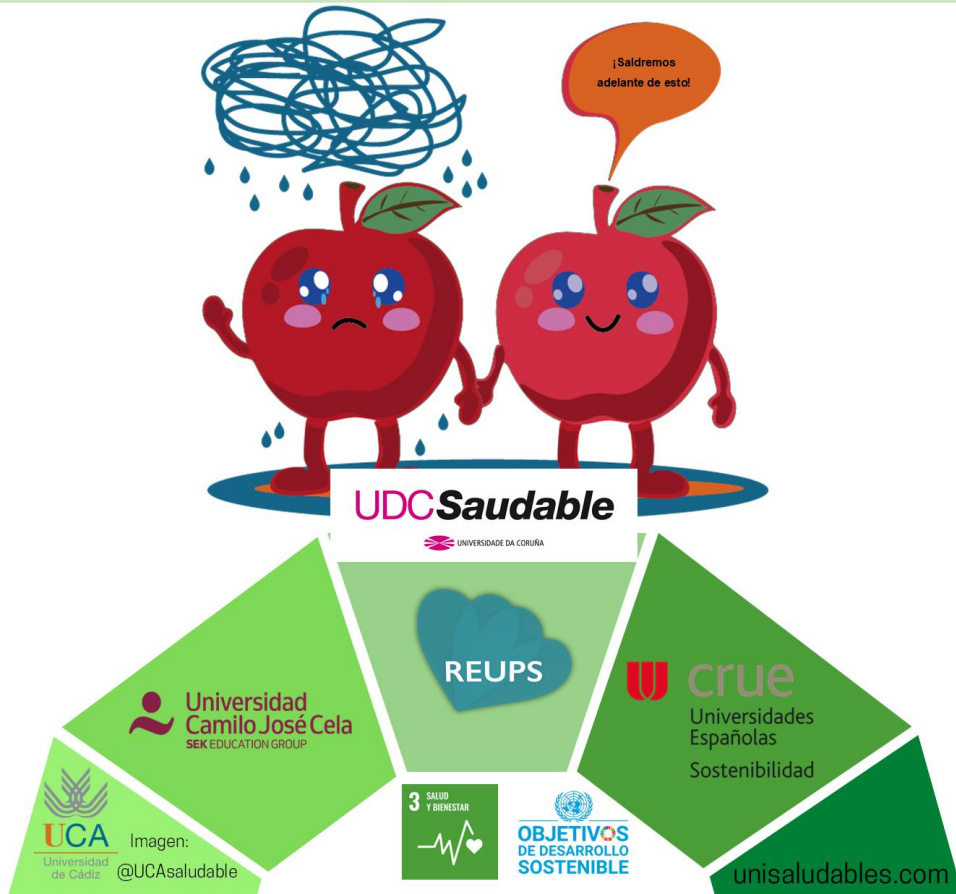 ¡Saldremos
adelante de esto!
UDCSaudable
UNIVERSIDADE DA CORUÑA
REUPS
Universidad
Camilo José Cela
SEK EDUCATION GROUP
crue
Universidades
Españolas
Sostenibilidad
UCA
Universidad
de Cádiz
Imagen:
@UCAsaludable
3 SALUD
Y BIENESTAR
OBJETIVOS
DE DESARROLLO
SOSTENIBLE
unisaludables.com